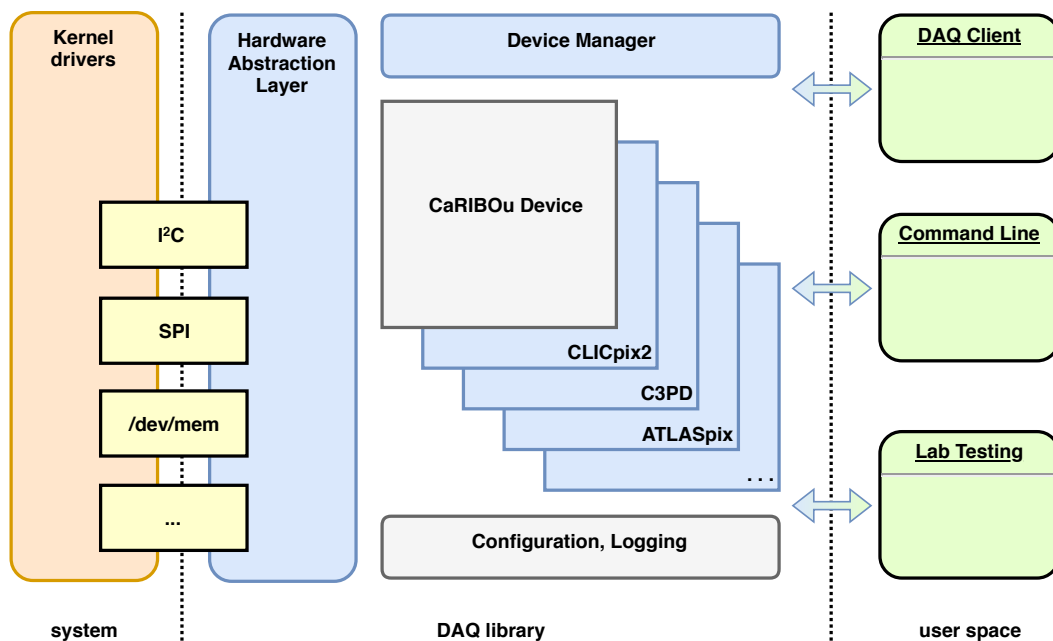 Kernel
drivers
Hardware
Abstraction
Layer
Device Manager
DAQ Client
CaRIBOu Device
I²C
SPI
/dev/mem
...
CLICpix2
C3PD
ATLASpix
...
Command Line
Lab Testing
Configuration, Logging
system
DAQ library
user space